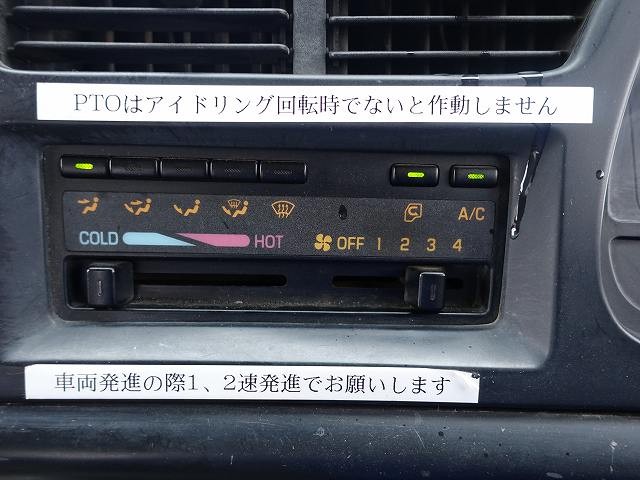 PTOはアイドリング回転時でないと作動しません
A/C
COLD HOT OFF 1 2 3 4
車両発進の際1、2速発進でお願いします